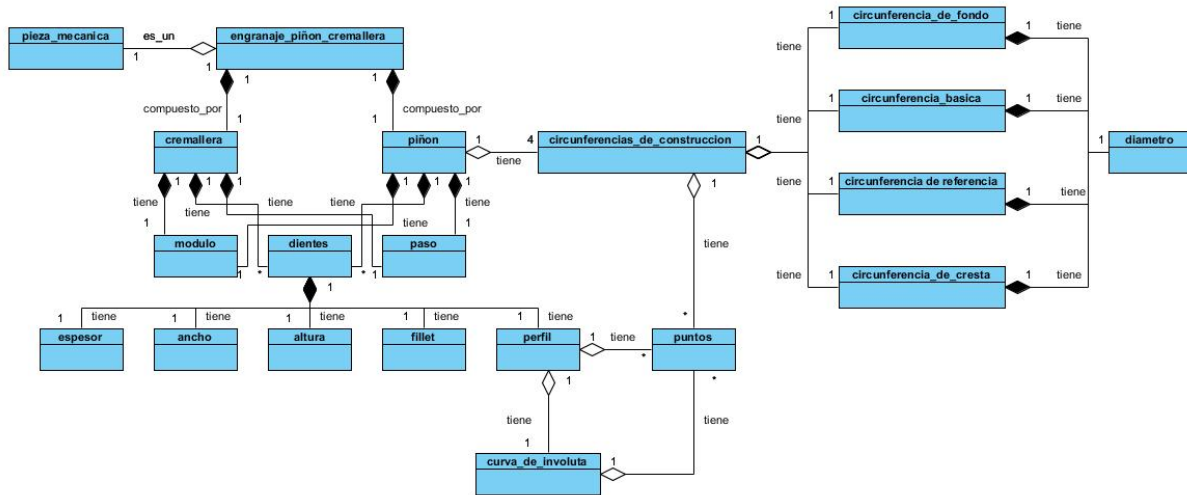 pieza_mecanica
es_un
1
1
engranaje_piñon_cremallera
1
1
compuesto_por
compuesto_por
1
1
cremallera
piñon
1
tiene
4
circunferencias_de_construccion
1
1
1
1
1
1
1
1
tiene
tiene
tiene
tiene
tiene
tiene
tiene
1
1
modulo
dientes
paso
1
*
*
1
1
1
tiene
1
tiene
1
tiene
1
tiene
1
tiene
espesor
ancho
altura
fillet
perfil
1
tiene
*
puntos
1
tiene
*
*
1
tiene
1
curva_de_involuta
1
tiene
1
circunferencia_de_fondo
1
tiene
tiene
1
circunferencia_basica
1
tiene
tiene
1
diametro
1
circunferencia de referencia
1
tiene
tiene
1
circunferencia_de_cresta
1
tiene
tiene